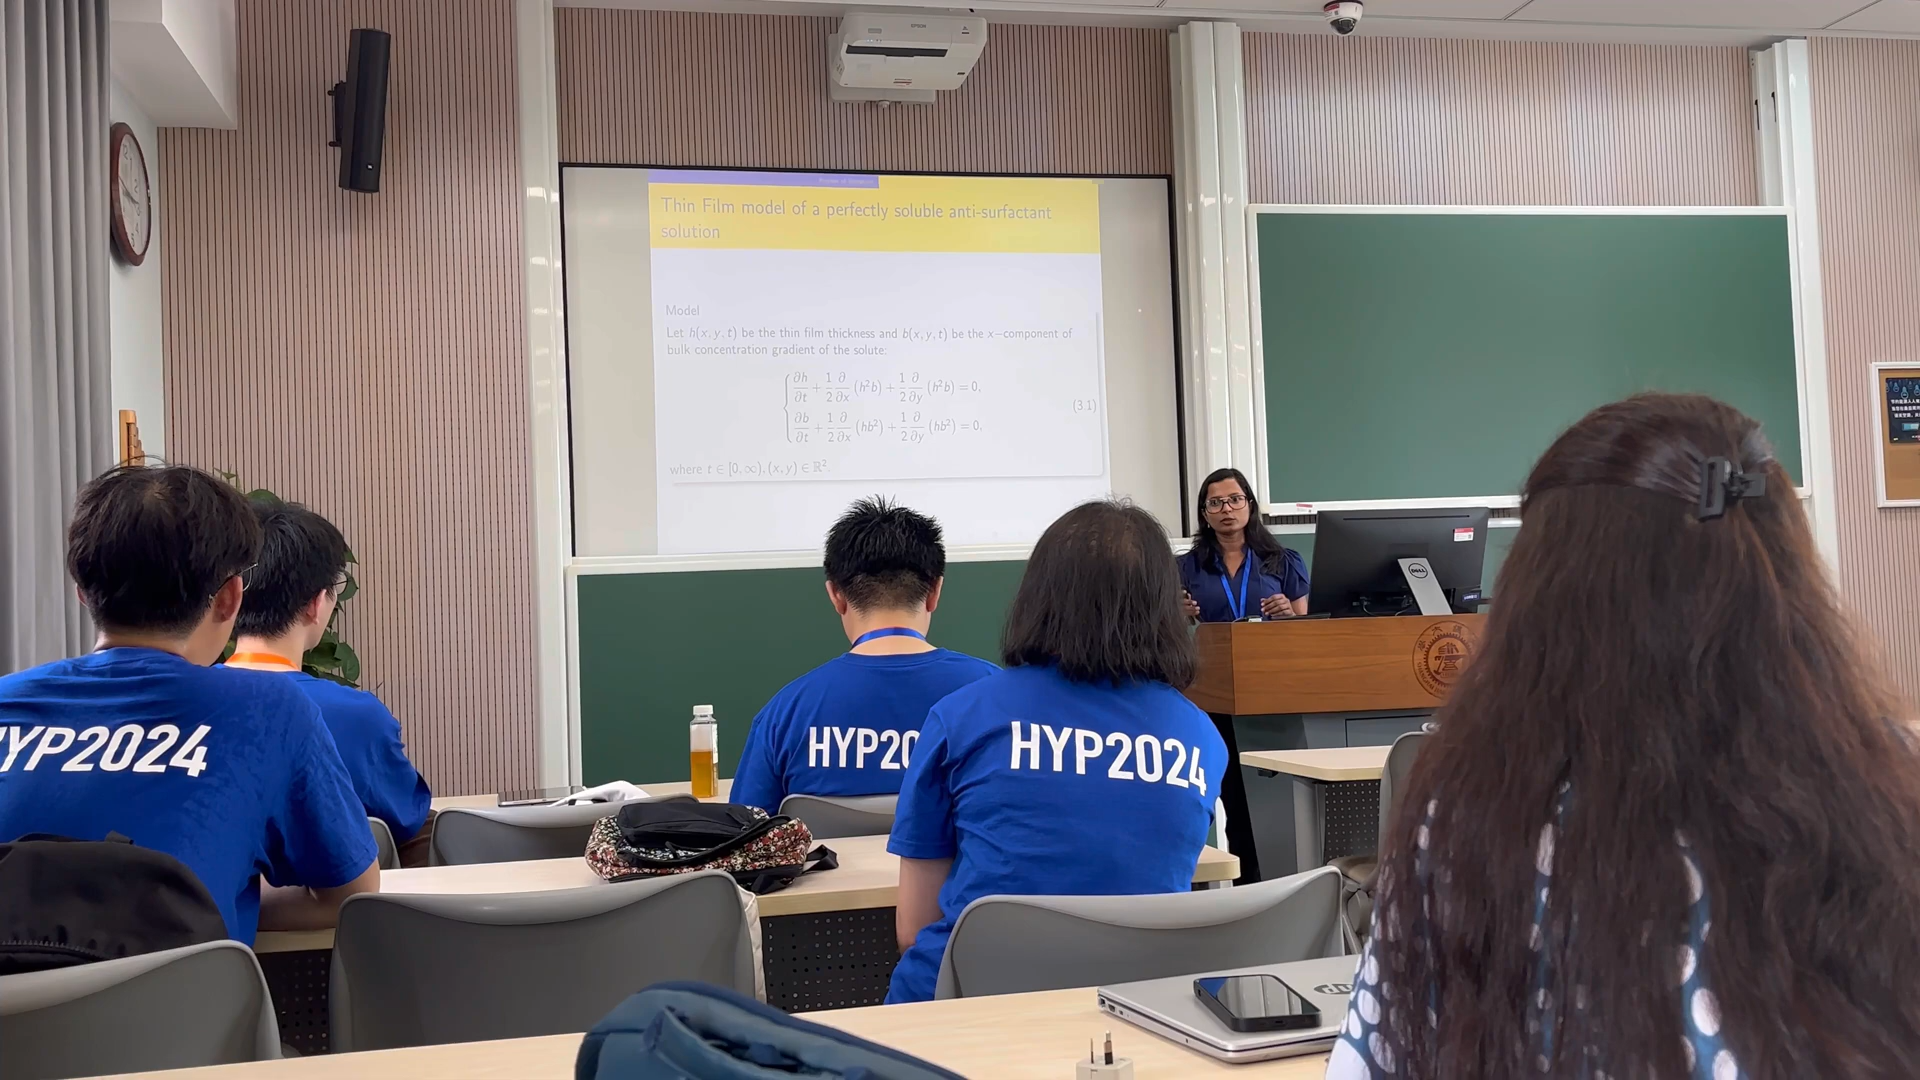 EPSON
Thin Film model of a perfectly soluble anti-surfactant
solution
Model
Let h(x, y, t) be the thin film thickness and b(x, y, t) be the x−component of
bulk concentration gradient of the solute:
∂h/∂t + 1/2 ∂/∂x (h²b) + 1/2 ∂/∂y (h²b) = 0,
∂b/∂t + 1/2 ∂/∂x (hb²) + 1/2 ∂/∂y (hb²) = 0,
(3.1)
where t ∈ [0, ∞), (x, y) ∈ ℝ².
DELL
YP2024
HYP20
HYP2024
hp